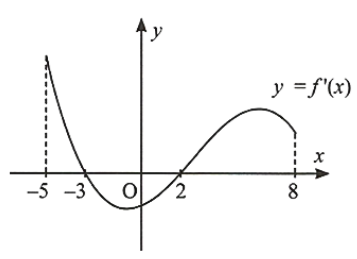 y
y = f'(x)
x
−5 −3 O 2 8